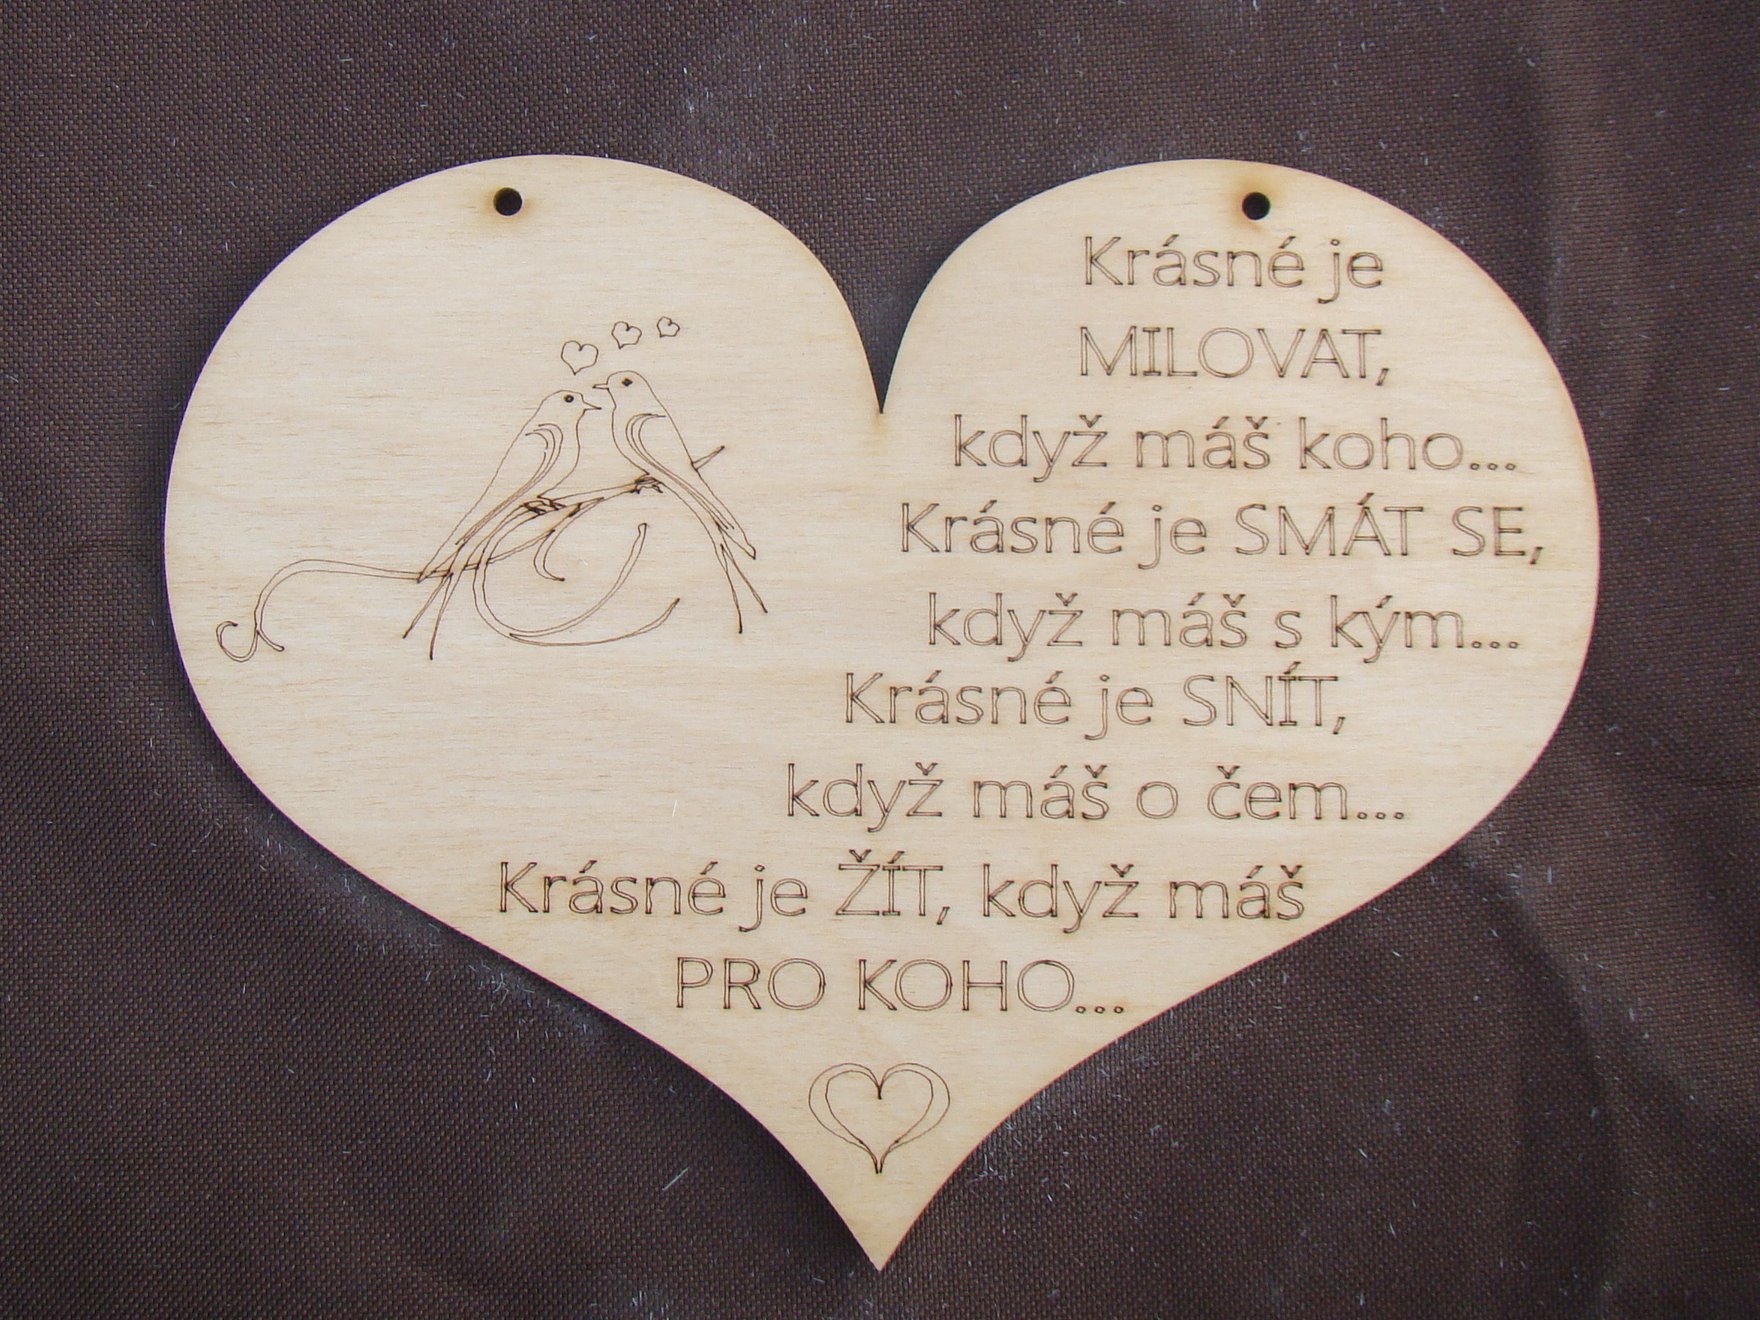 Krásné je
MILOVAT,
když máš koho...
Krásné je SMÁT SE,
když máš s kým...
Krásné je SNÍT,
když máš o čem...
Krásné je ŽÍT, když máš
PRO KOHO...